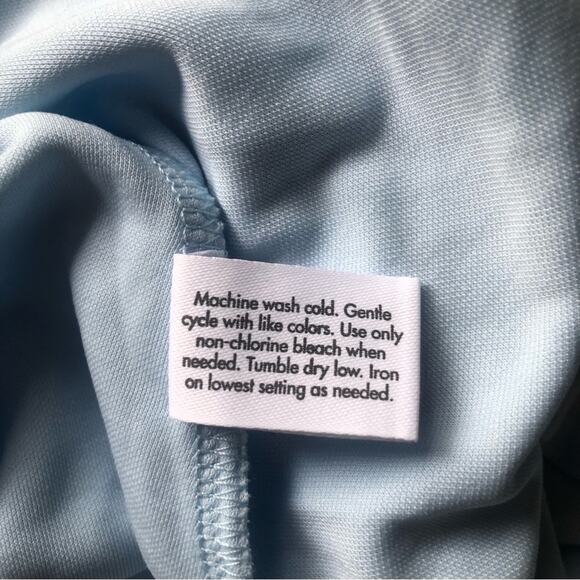 Machine wash cold. Gentle
cycle with like colors. Use only
non-chlorine bleach when
needed. Tumble dry low. Iron
on lowest setting as needed.